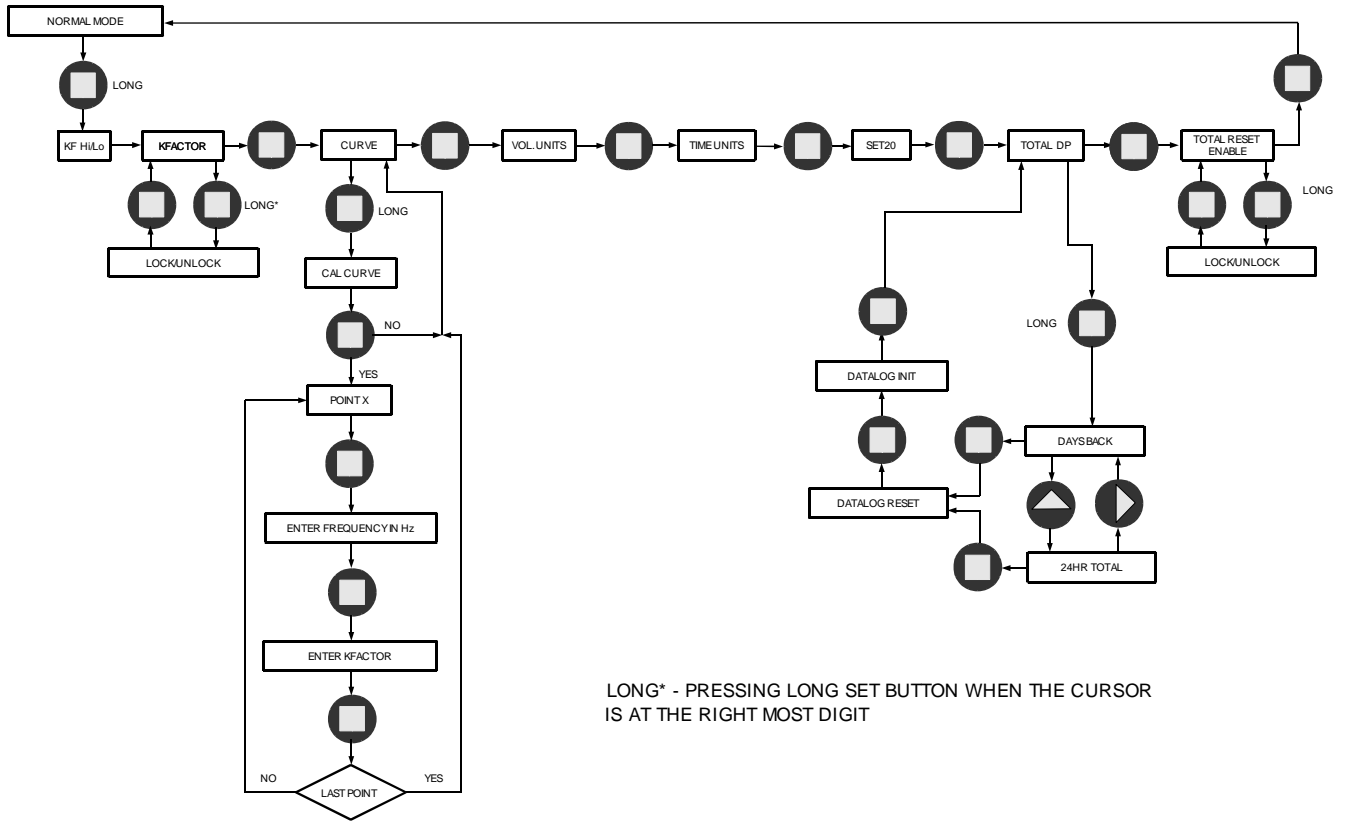 NORMAL MODE
LONG
KF Hi/Lo
KFACTOR
CURVE
VOL. UNITS
TIME UNITS
SET20
TOTAL DP
TOTAL RESET
ENABLE
LONG*
LONG
LONG
LOCK/UNLOCK
CAL CURVE
LOCK/UNLOCK
NO
LONG
YES
DATALOG INIT
POINT X
DAYS BACK
DATALOG RESET
ENTER FREQUENCY IN Hz
24HR TOTAL
ENTER KFACTOR
LONG* - PRESSING LONG SET BUTTON WHEN THE CURSOR
IS AT THE RIGHT MOST DIGIT
NO
YES
LAST POINT